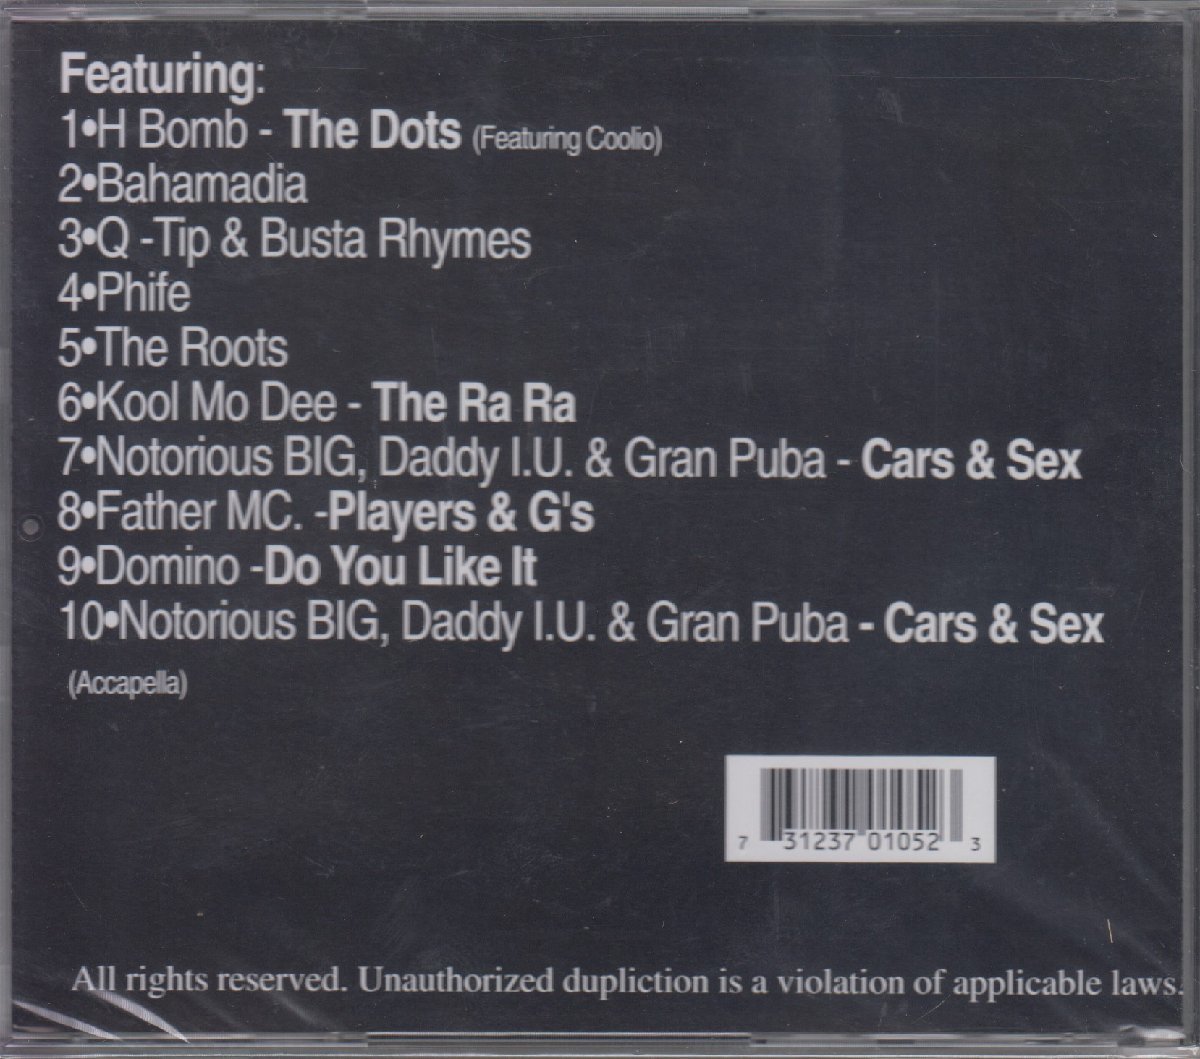 Featuring:
1•H Bomb - The Dots (Featuring Coolio)
2•Bahamadia
3•Q -Tip & Busta Rhymes
4•Phife
5•The Roots
6•Kool Mo Dee - The Ra Ra
7•Notorious BIG, Daddy I.U. & Gran Puba - Cars & Sex
8•Father MC. -Players & G's
9•Domino -Do You Like It
10•Notorious BIG, Daddy I.U. & Gran Puba - Cars & Sex
(Accapella)
7 31237 01052 3
All rights reserved. Unauthorized dupliction is a violation of applicable laws.